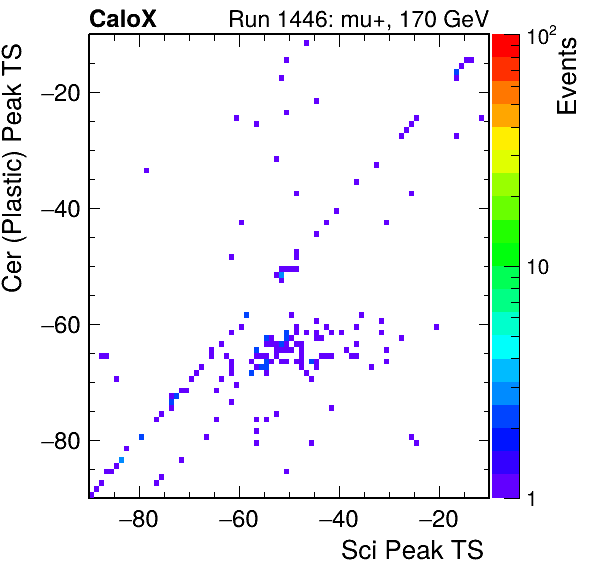 CaloX Run 1446: mu+, 170 GeV
Cer (Plastic) Peak TS
−20
−40
−60
−80
−80 −60 −40 −20
Sci Peak TS
10²
10
1
Events